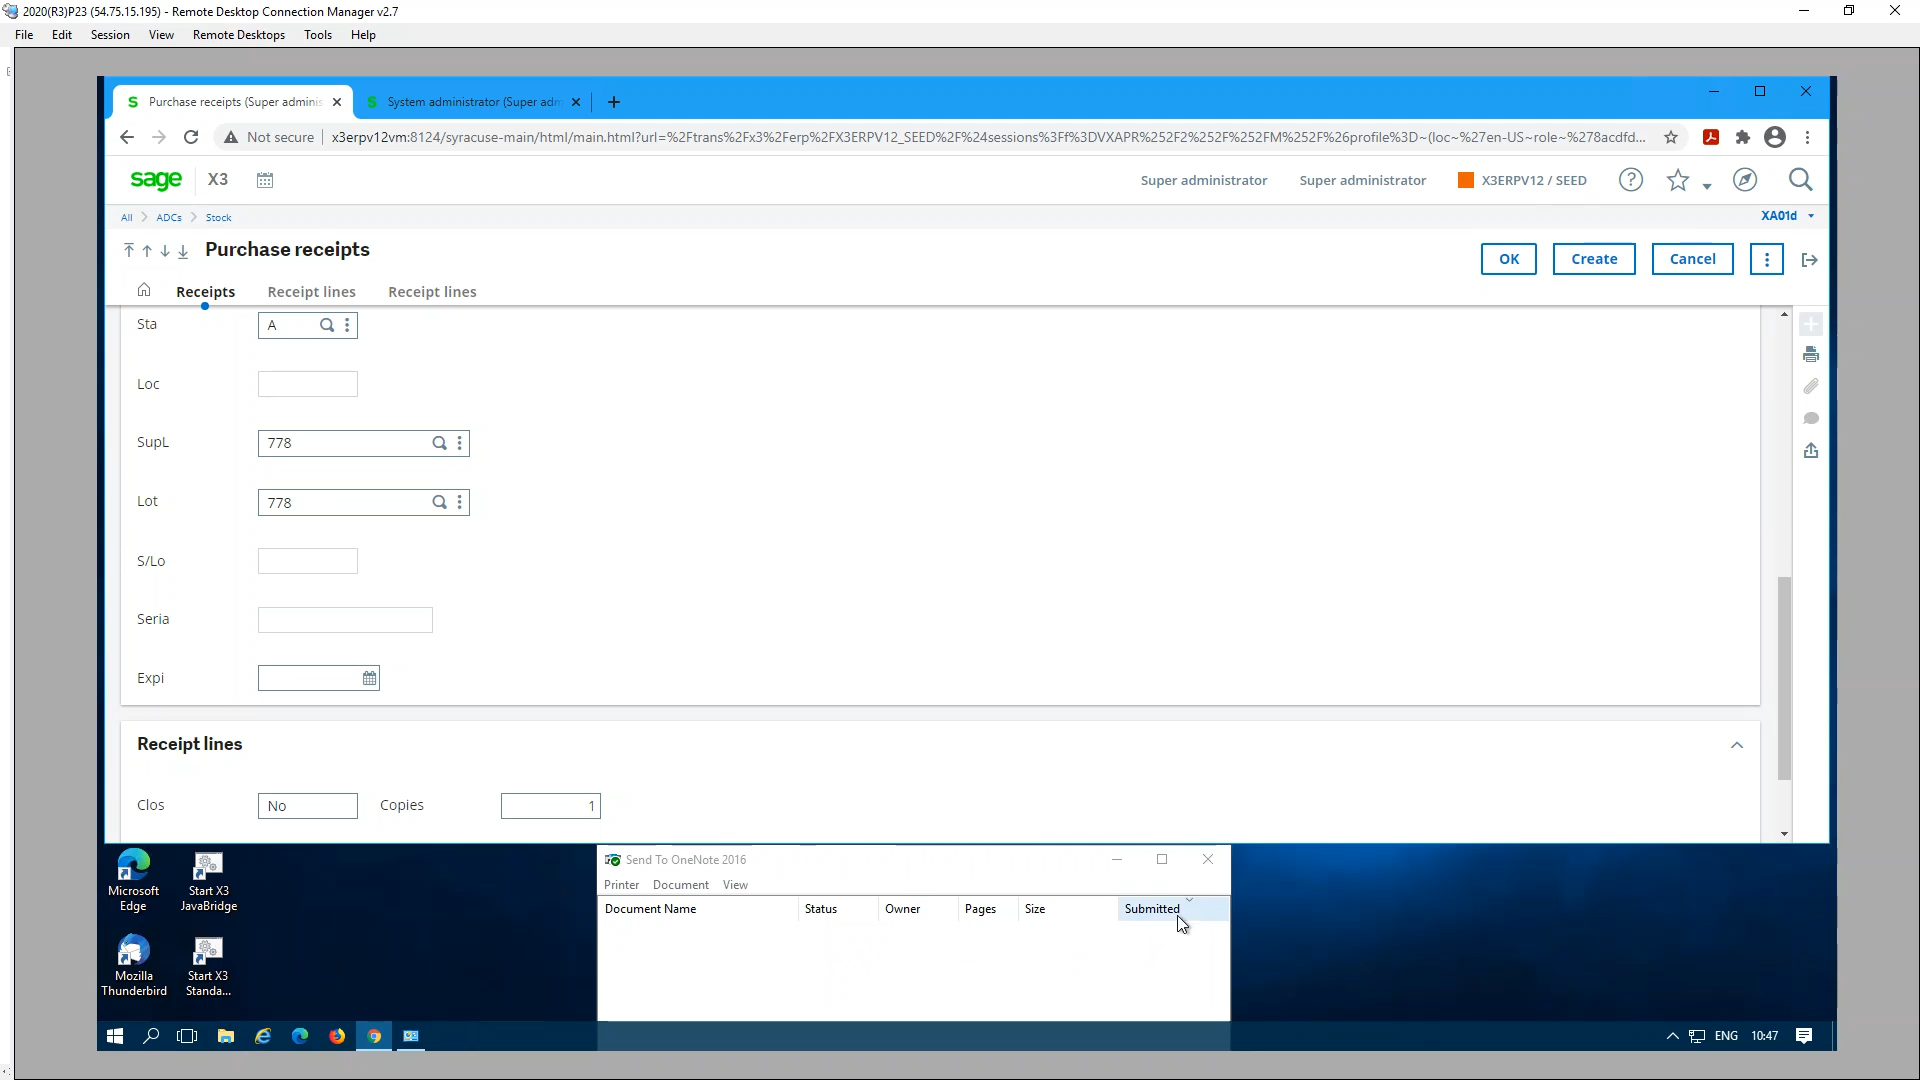 2020(R3)P23 (54.75.15.195) - Remote Desktop Connection Manager v2.7
File Edit Session View Remote Desktops Tools Help
S Purchase receipts (Super adminis
S System administrator (Super adm
Not secure x3erpv12vm:8124/syracuse-main/html/main.html?url=%2Ftrans%2Fx3%2Ferp%2FX3ERPV12_SEED%2F%24sessions%3Ff%3DVXAPR%252F2%252F%252FM%252F%26profile%3D~(loc~%27en-US~role~%278acdfd...
sage X3
Super administrator Super administrator X3ERPV12 / SEED
All ADCs Stock
XA01d
Purchase receipts
OK Create Cancel
Receipts Receipt lines Receipt lines
Sta A
Loc
SupL 778
Lot 778
S/Lo
Seria
Expi
Receipt lines
Clos No Copies 1
Send To OneNote 2016
Printer Document View
Document Name Status Owner Pages Size Submitted
Microsoft Edge
Start X3 JavaBridge
Mozilla Thunderbird
Start X3 Standa...
ENG 10:47